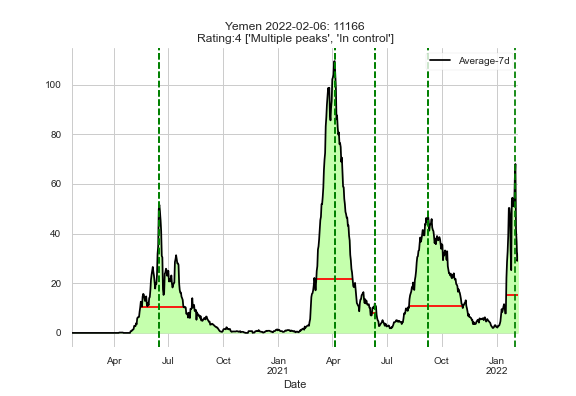 Yemen 2022-02-06: 11166
Rating:4 ['Multiple peaks', 'In control']
Average-7d
100
80
60
40
20
0
Apr
Jul
Oct
Jan
2021
Apr
Jul
Oct
Jan
2022
Date